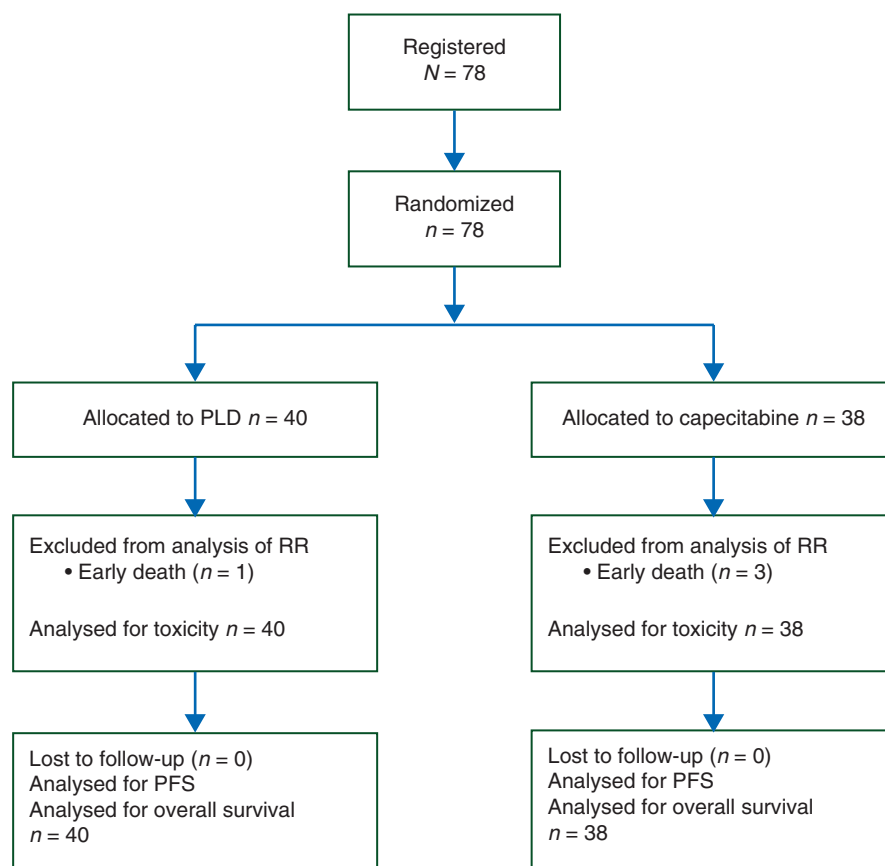 Registered
N = 78
Randomized
n = 78
Allocated to PLD n = 40
Excluded from analysis of RR
• Early death (n = 1)
Analysed for toxicity n = 40
Lost to follow-up (n = 0)
Analysed for PFS
Analysed for overall survival
n = 40
Allocated to capecitabine n = 38
Excluded from analysis of RR
• Early death (n = 3)
Analysed for toxicity n = 38
Lost to follow-up (n = 0)
Analysed for PFS
Analysed for overall survival
n = 38